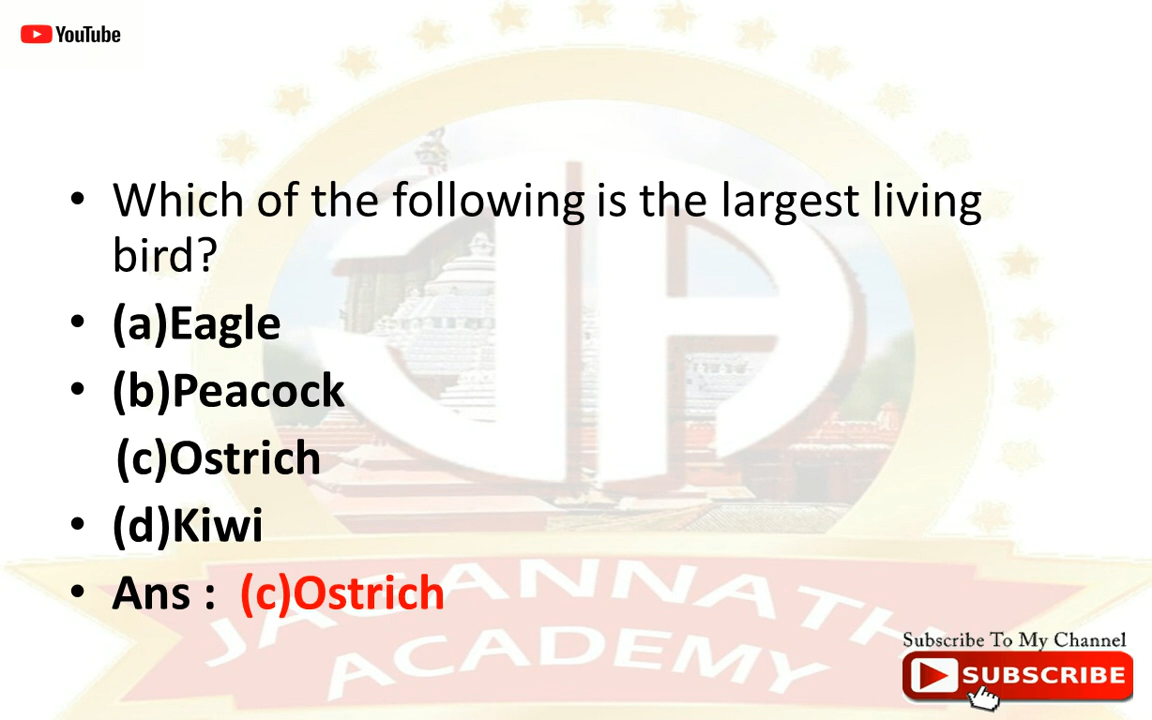 YouTube
• Which of the following is the largest living
bird?
• (a)Eagle
• (b)Peacock
(c)Ostrich
• (d)Kiwi
• Ans : (c)Ostrich
JAGANNATH
ACADEMY
Subscribe To My Channel
SUBSCRIBE